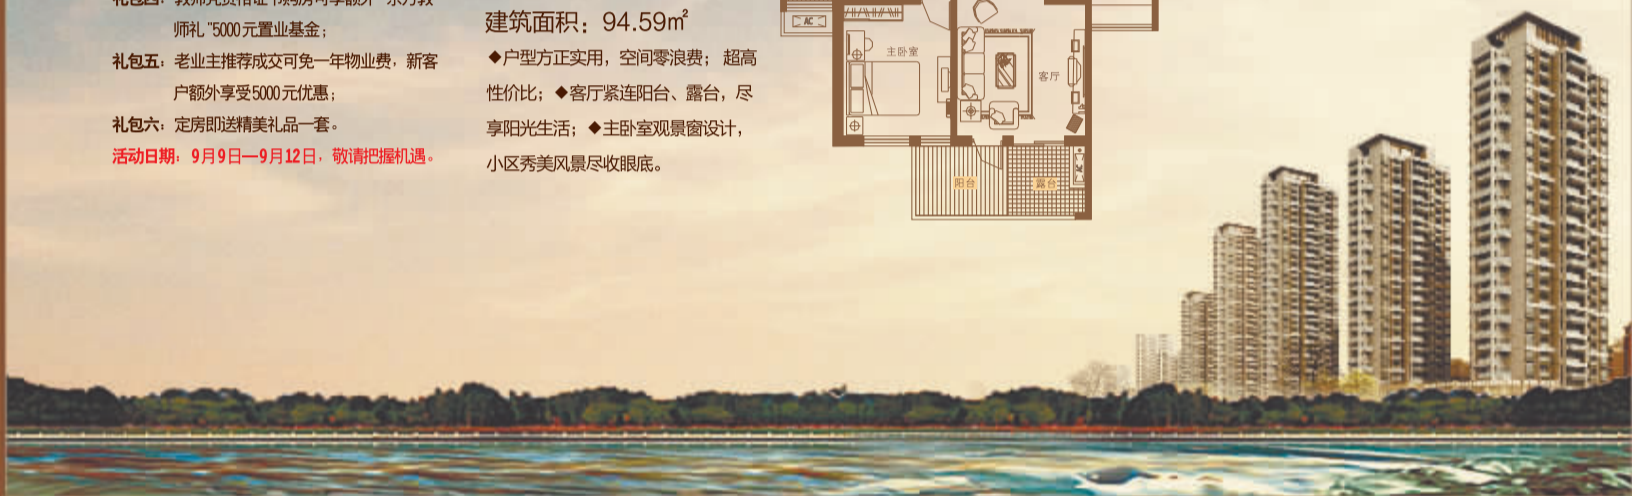 师礼"5000元置业基金；
礼包五：老业主推荐成交可免一年物业费，新客
户额外享受5000元优惠；
礼包六：定房即送精美礼品一套。
活动日期：9月9日—9月12日，敬请把握机遇。
建筑面积：94.59㎡
◆户型方正实用，空间零浪费；超高
性价比；◆客厅紧连阳台、露台，尽
享阳光生活；◆主卧室观景窗设计，
小区秀美风景尽收眼底。
AC
主卧室
客厅
阳台
露台
AC